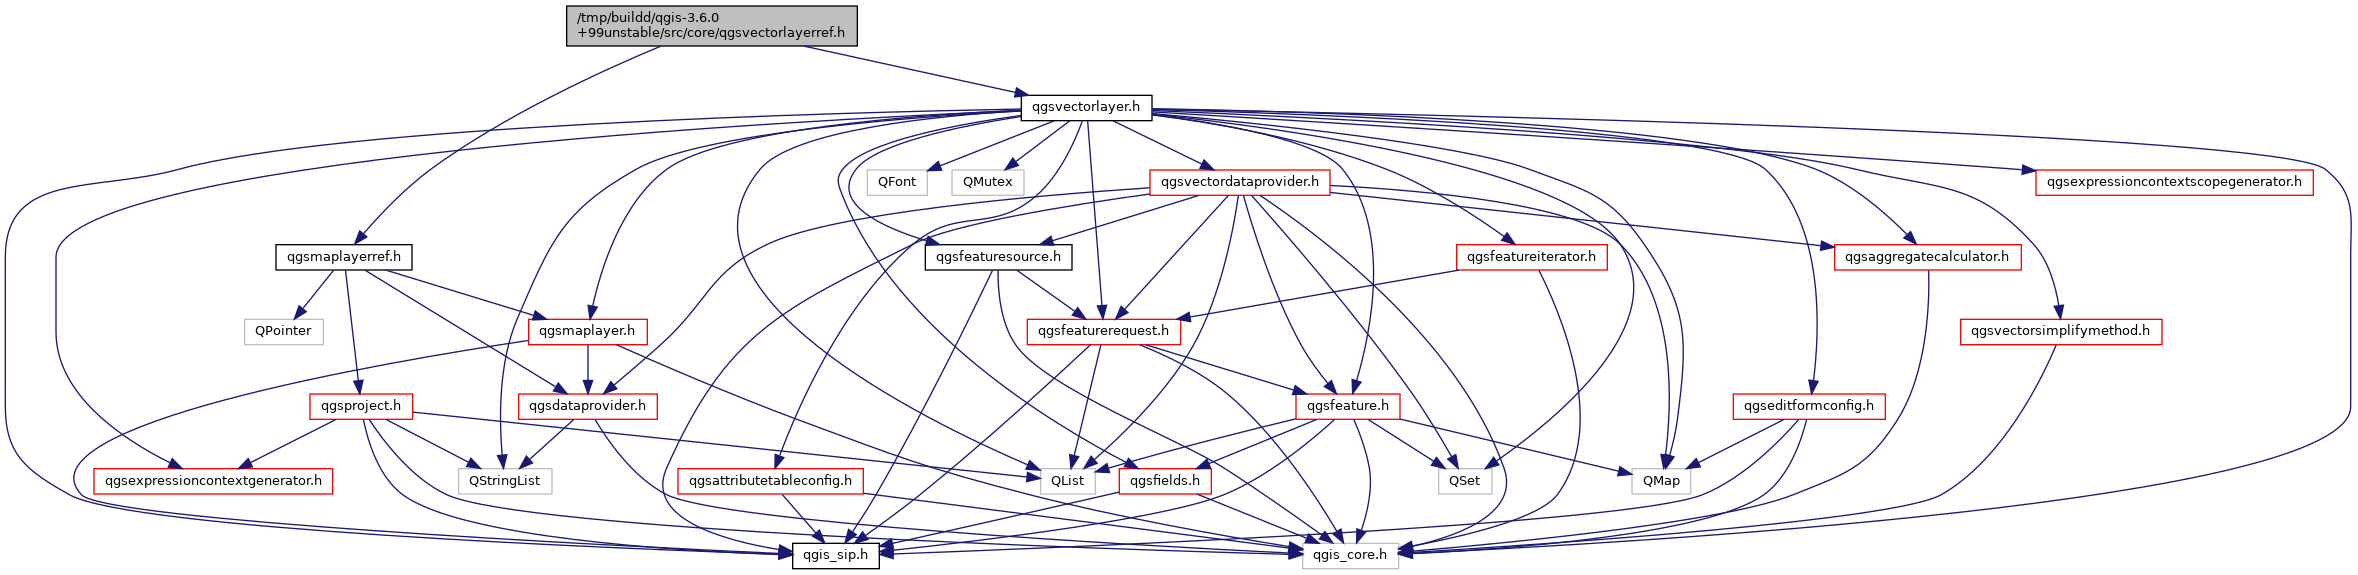 /tmp/buildd/qgis-3.6.0
+99unstable/src/core/qgsvectorlayerref.h
qgsvectorlayer.h
QFont
QMutex
qgsvectordataprovider.h
qgsexpressioncontextscopegenerator.h
qgsmaplayerref.h
qgsfeaturesource.h
qgsfeatureiterator.h
qgsaggregatecalculator.h
QPointer
qgsmaplayer.h
qgsfeaturerequest.h
qgsvectorsimplifymethod.h
qgsproject.h
qgsdataprovider.h
qgsfeature.h
qgseditformconfig.h
qgsexpressioncontextgenerator.h
QStringList
qgsattributetableconfig.h
QList
qgsfields.h
QSet
QMap
qgis_sip.h
qgis_core.h